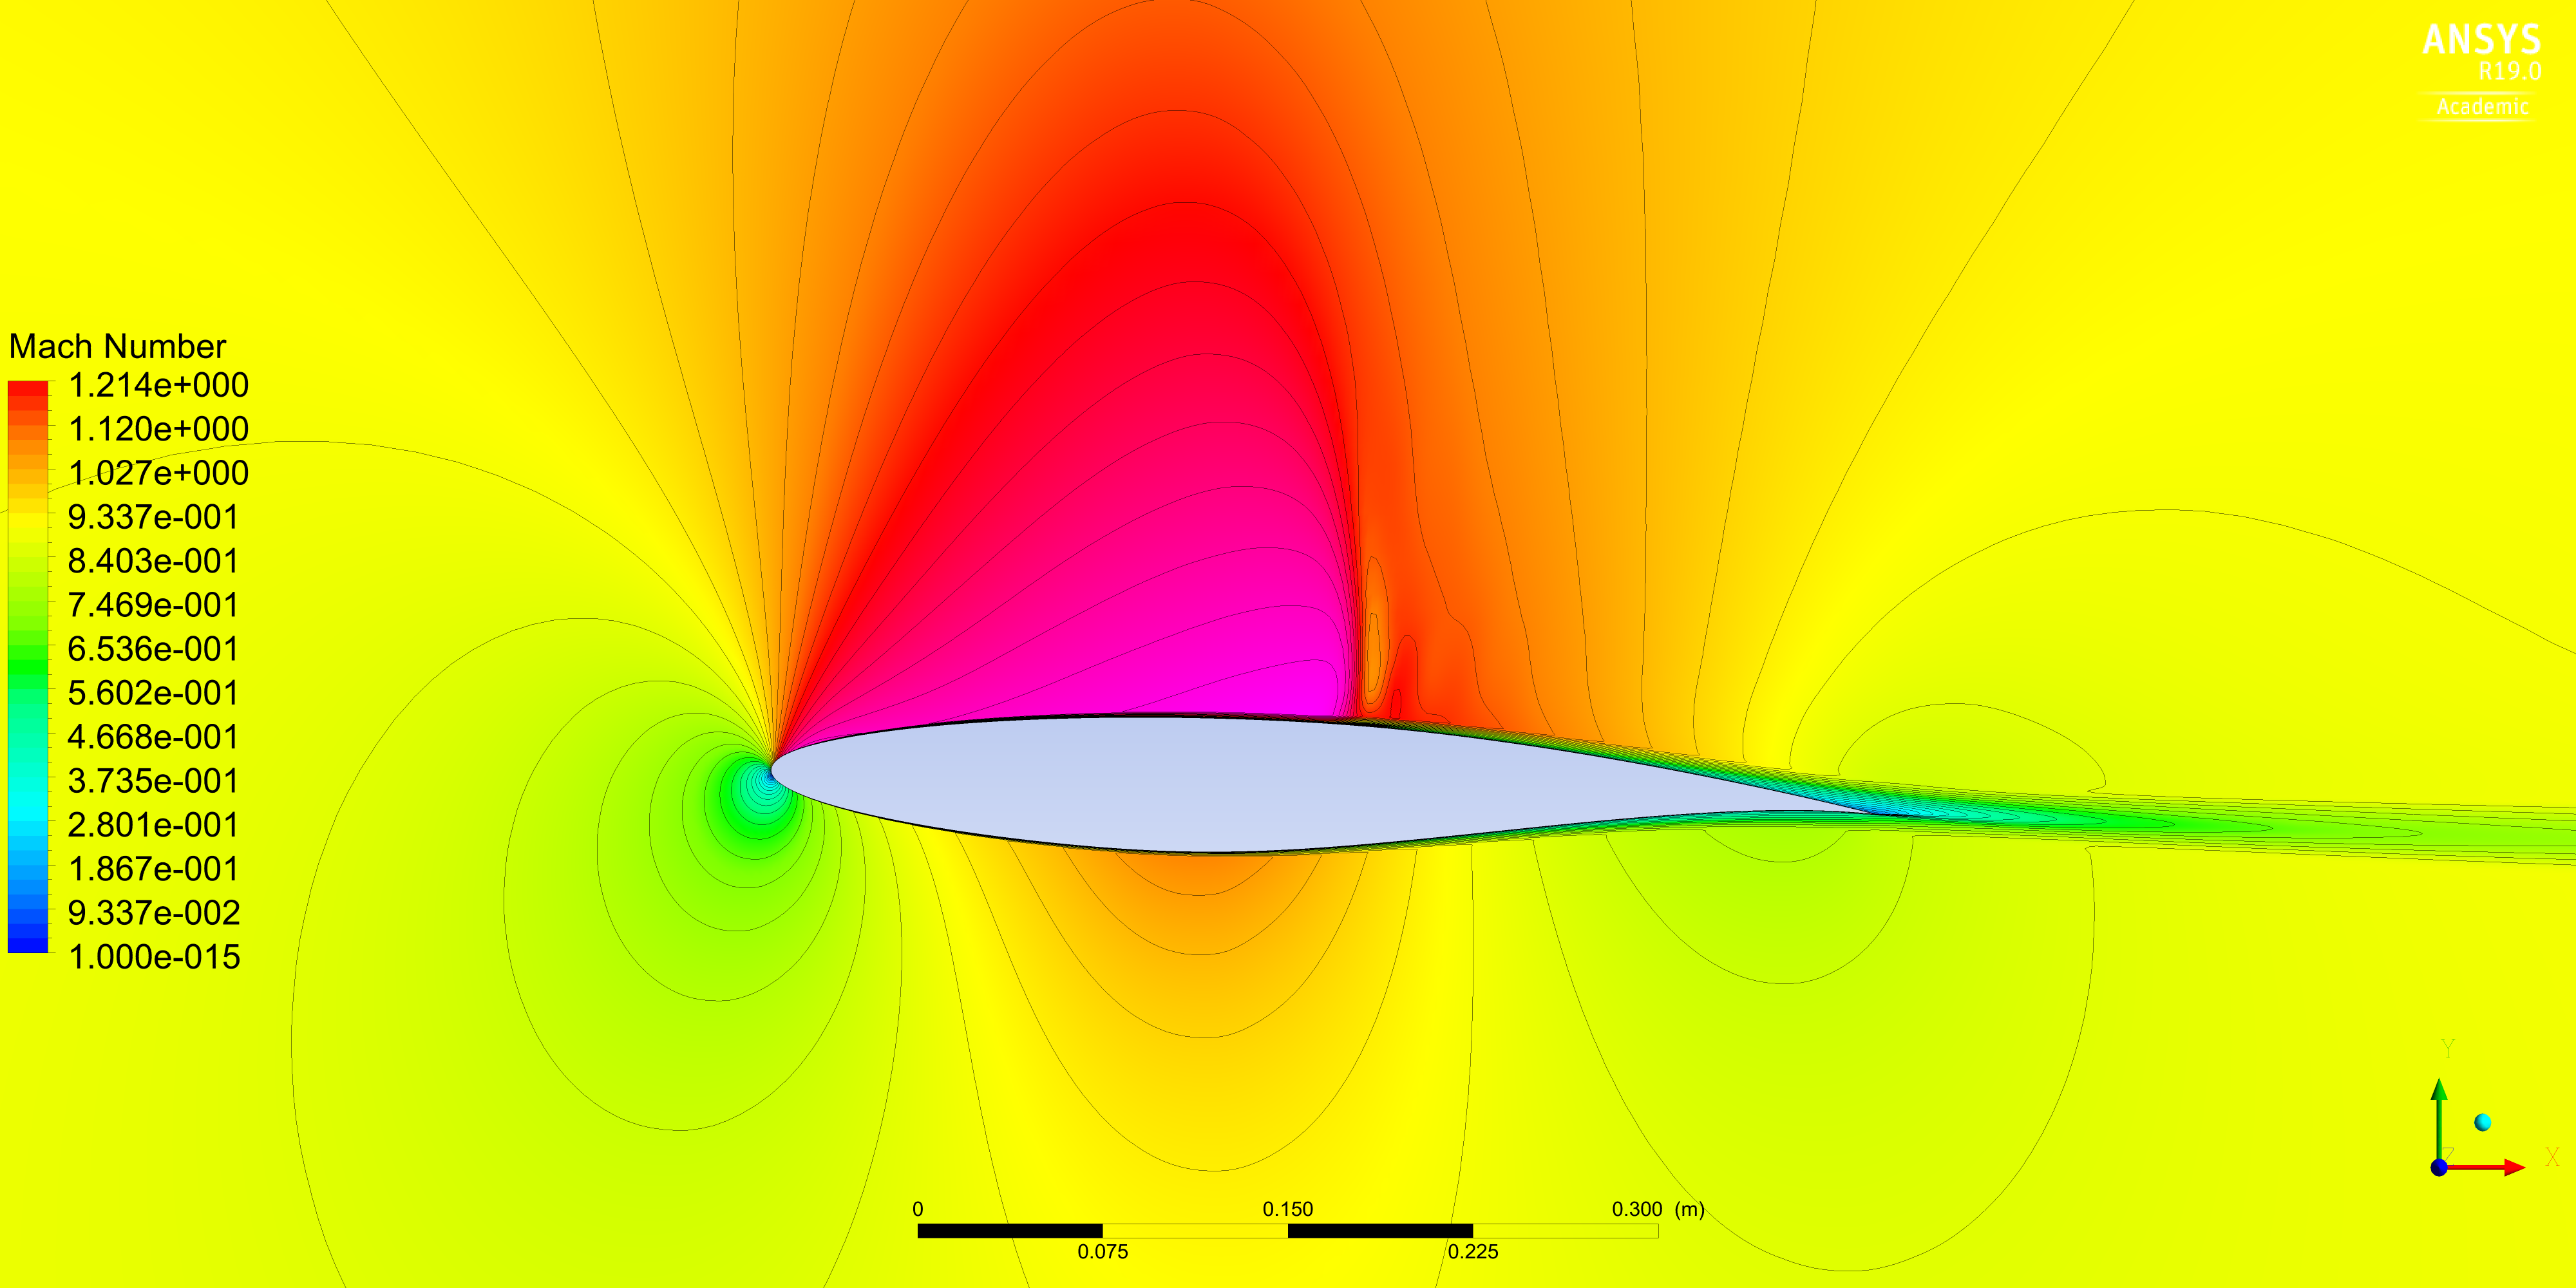 ANSYS
R19.0
Academic
Mach Number
1.214e+000
1.120e+000
1.027e+000
9.337e-001
8.403e-001
7.469e-001
6.536e-001
5.602e-001
4.668e-001
3.735e-001
2.801e-001
1.867e-001
9.337e-002
1.000e-015
Y
Z
X
0 0.150 0.300 (m)
0.075 0.225